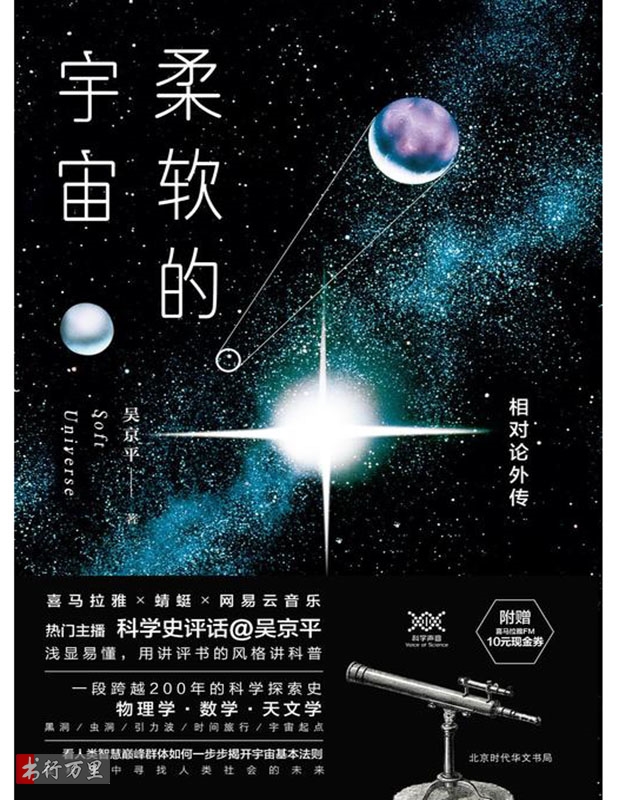 柔软的
宇宙
吴京平
著
Soft
Universe
相对论外传
喜马拉雅×蜻蜓×网易云音乐
热门主播 科学史评话@吴京平
浅显易懂，用讲评书的风格讲科普
一段跨越200年的科学探索史
物理学·数学·天文学
黑洞/虫洞/引力波/时间旅行/宇宙起点
看人类智慧巅峰群体如何一步步揭开宇宙基本法则
中寻找人类社会的未来
科学声音
Voice of Science
附赠
喜马拉雅FM
10元现金券
北京时代华文书局
书行万里